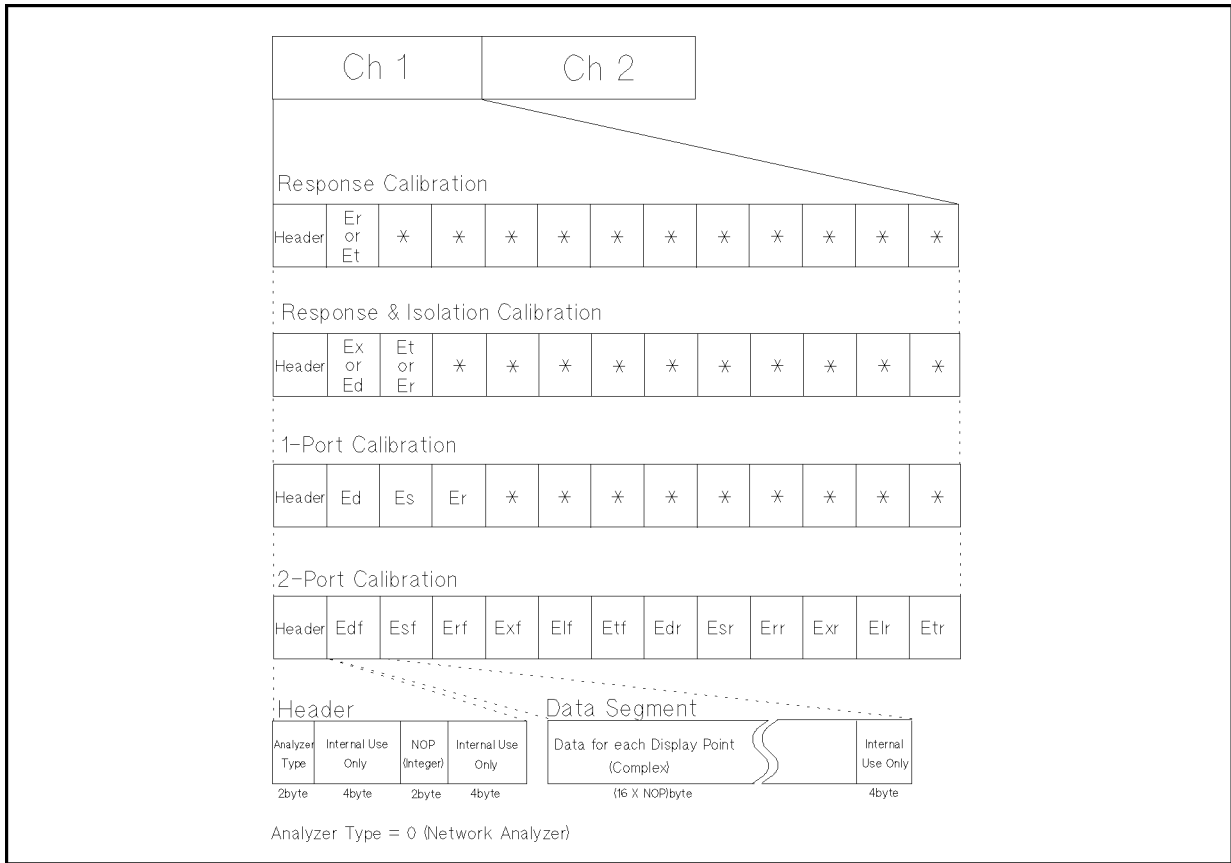 Ch 1 Ch 2
Response Calibration
Header Er or Et * * * * * * * * * * *
Response & Isolation Calibration
Header Ex or Ed Et or Er * * * * * * * * * *
1-Port Calibration
Header Ed Es Er * * * * * * * * *
2-Port Calibration
Header Edf Esf Erf Exf Elf Etf Edr Esr Err Exr Elr Etr
Header Data Segment
Analyzer Type Internal Use Only NOP (Integer) Internal Use Only Data for each Display Point (Complex) Internal Use Only
2byte 4byte 2byte 4byte (16 X NOP)byte 4byte
Analyzer Type = 0 (Network Analyzer)